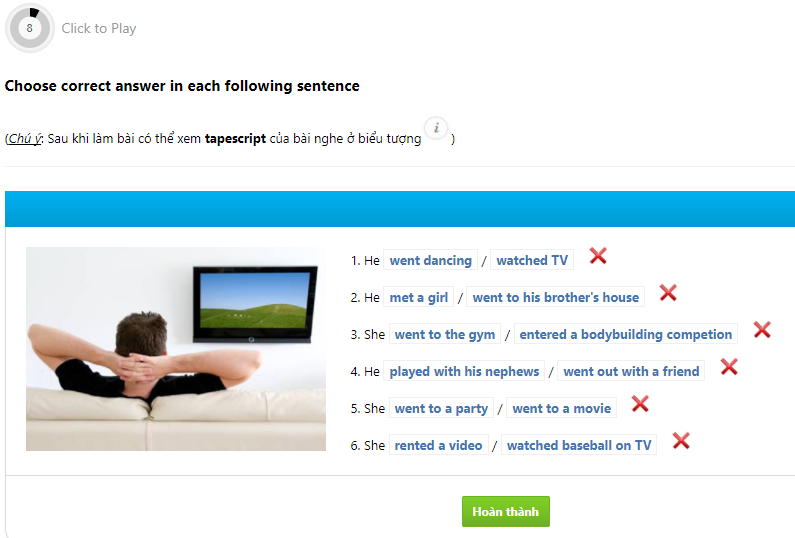 8 Click to Play
Choose correct answer in each following sentence
(Chú ý: Sau khi làm bài có thể xem tapescript của bài nghe ở biểu tượng i )
1. He went dancing / watched TV
2. He met a girl / went to his brother's house
3. She went to the gym / entered a bodybuilding competion
4. He played with his nephews / went out with a friend
5. She went to a party / went to a movie
6. She rented a video / watched baseball on TV
Hoàn thành